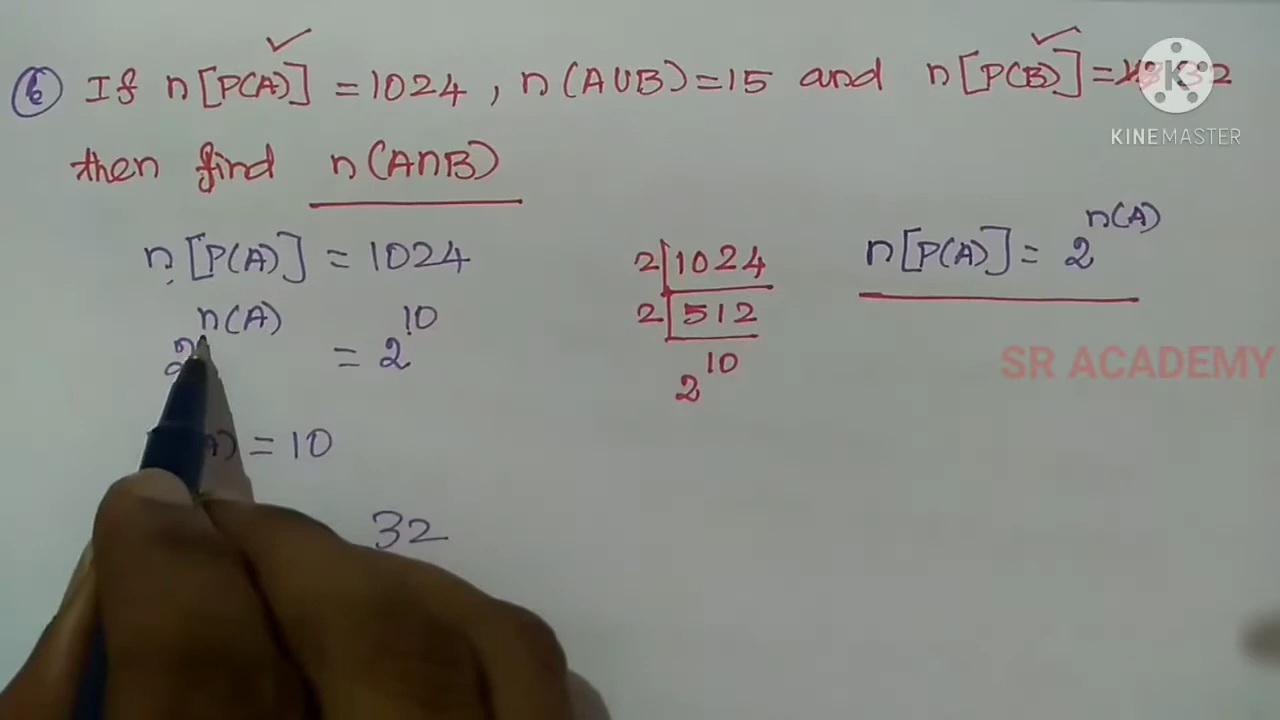 6 If n[P(A)] = 1024, n(A∪B) = 15 and n[P(B)] = 32
then find n(A∩B)
n[P(A)] = 1024
2^n(A) = 2^10
= 10
32
2 | 1024
2 | 512
2^10
n[P(A)] = 2^n(A)
KINEMASTER
SR ACADEMY